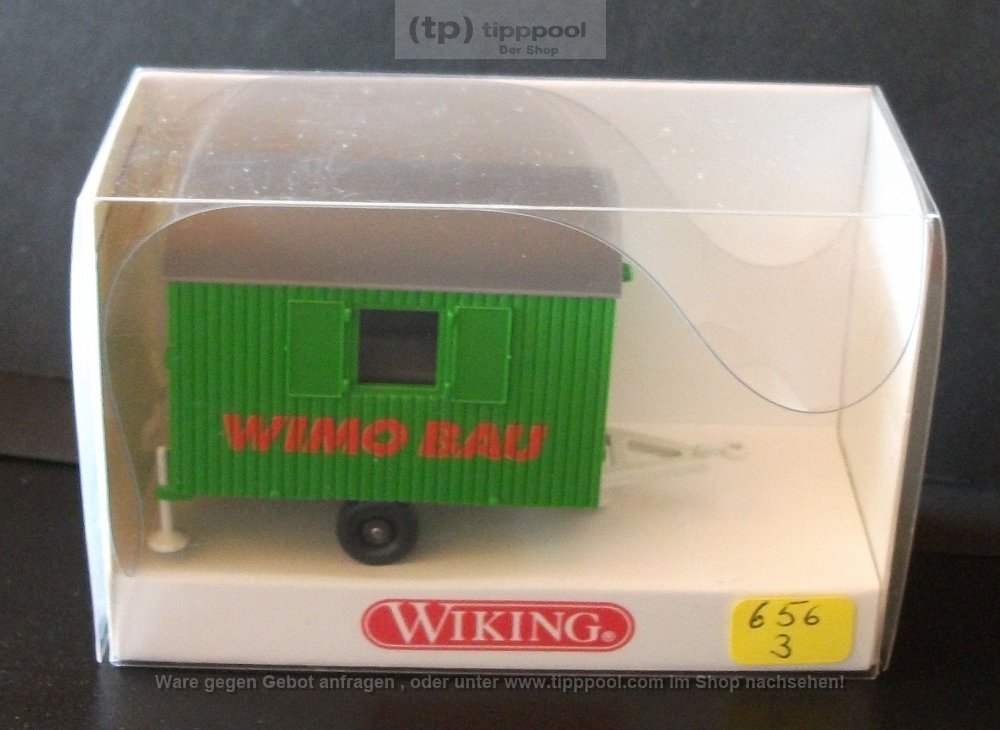 (tp) tipppool
Der Shop
WIMO BAU
WIKING®
656
3
Ware gegen Gebot anfragen , oder unter www.tipppool.com im Shop nachsehen!